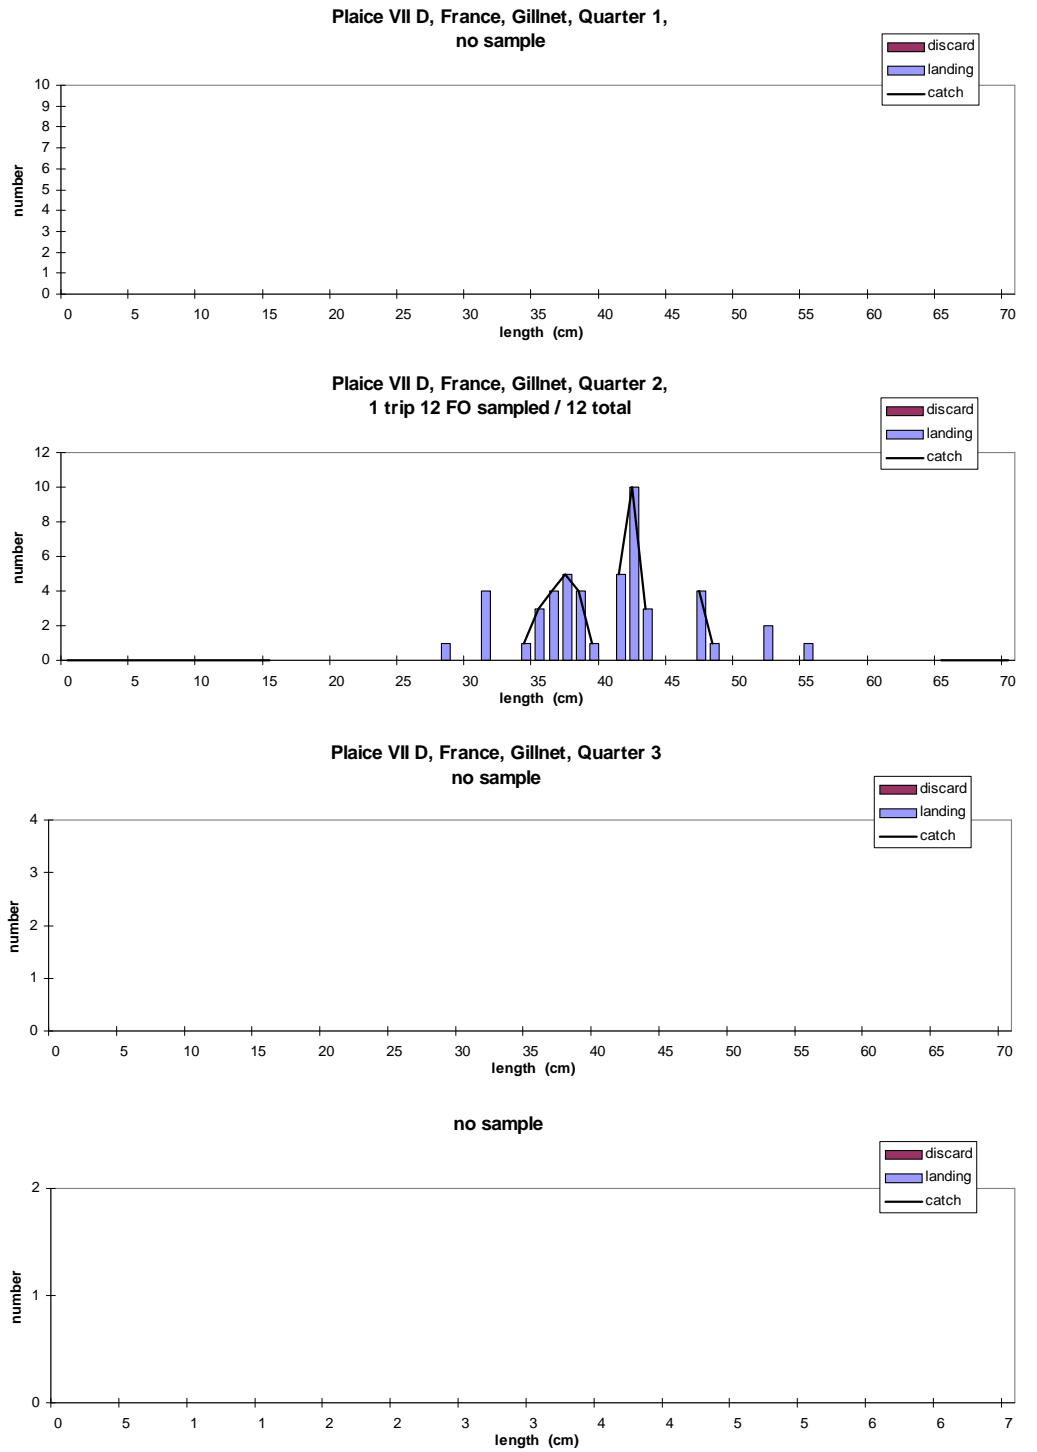 Plaice VII D, France, Gillnet, Quarter 1,
no sample
discard
landing
catch
10
9
8
7
6
5
4
3
2
1
0
number
0 5 10 15 20 25 30 35 40 45 50 55 60 65 70
length (cm)
Plaice VII D, France, Gillnet, Quarter 2,
1 trip 12 FO sampled / 12 total
discard
landing
catch
12
10
8
6
4
2
0
number
0 5 10 15 20 25 30 35 40 45 50 55 60 65 70
length (cm)
Plaice VII D, France, Gillnet, Quarter 3
no sample
discard
landing
catch
4
3
2
1
0
number
0 5 10 15 20 25 30 35 40 45 50 55 60 65 70
length (cm)
no sample
discard
landing
catch
2
1
0
number
0 5 1 1 2 2 3 3 4 4 5 5 6 6 7
length (cm)